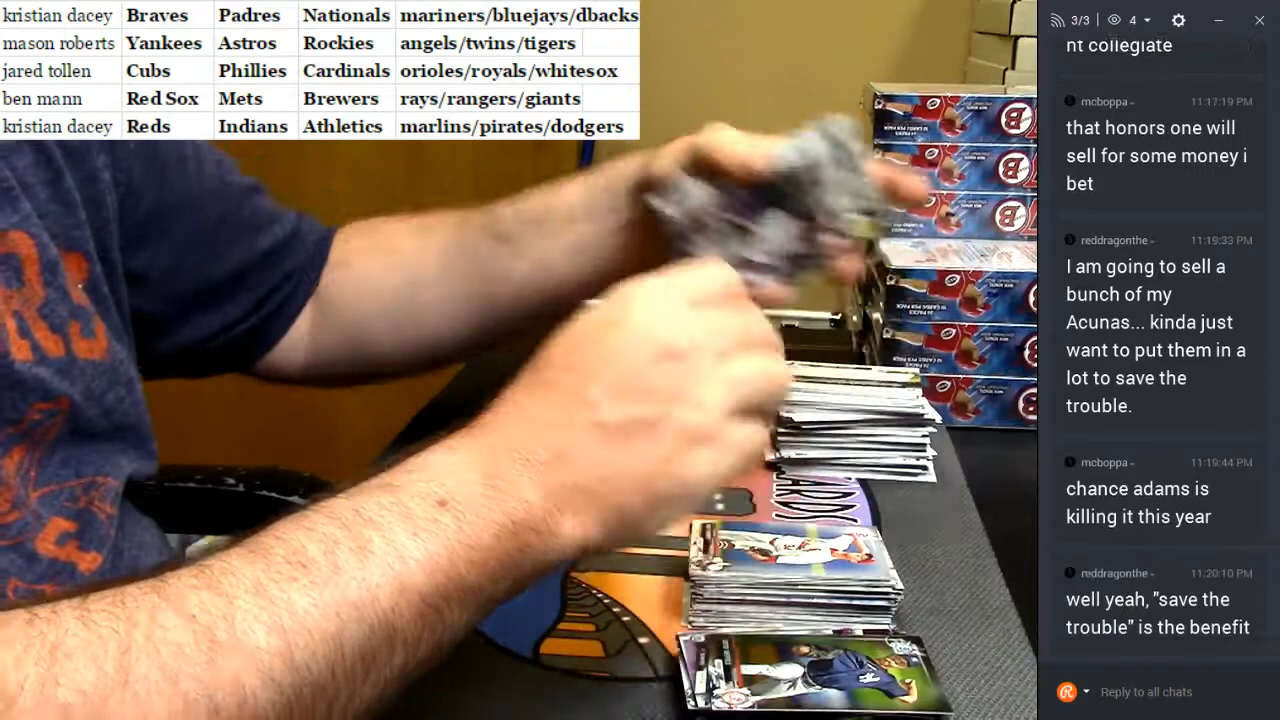 kristian dacey Braves Padres Nationals mariners/bluejays/dbacks
mason roberts Yankees Astros Rockies angels/twins/tigers
jared tollen Cubs Phillies Cardinals orioles/royals/whitesox
ben mann Red Sox Mets Brewers rays/rangers/giants
kristian dacey Reds Indians Athletics marlins/pirates/dodgers
3/3 | 4
nt collegiate
mcboppa 11:17:19 PM
that honors one will
sell for some money i
bet
reddragonthe 11:19:33 PM
I am going to sell a
bunch of my
Acunas... kinda just
want to put them in a
lot to save the
trouble.
mcboppa 11:19:44 PM
chance adams is
killing it this year
reddragonthe 11:20:10 PM
well yeah, "save the
trouble" is the benefit
Reply to all chats
ARDS
B
B